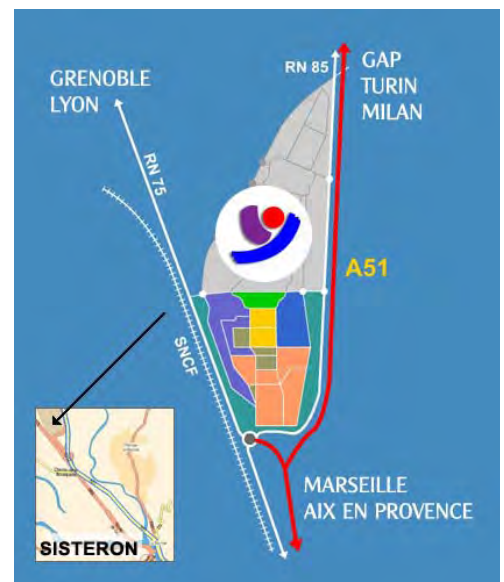 GRENOBLE
LYON
RN 85
GAP
TURIN
MILAN
RN 75
A51
SNCF
MARSEILLE
AIX EN PROVENCE
SISTERON